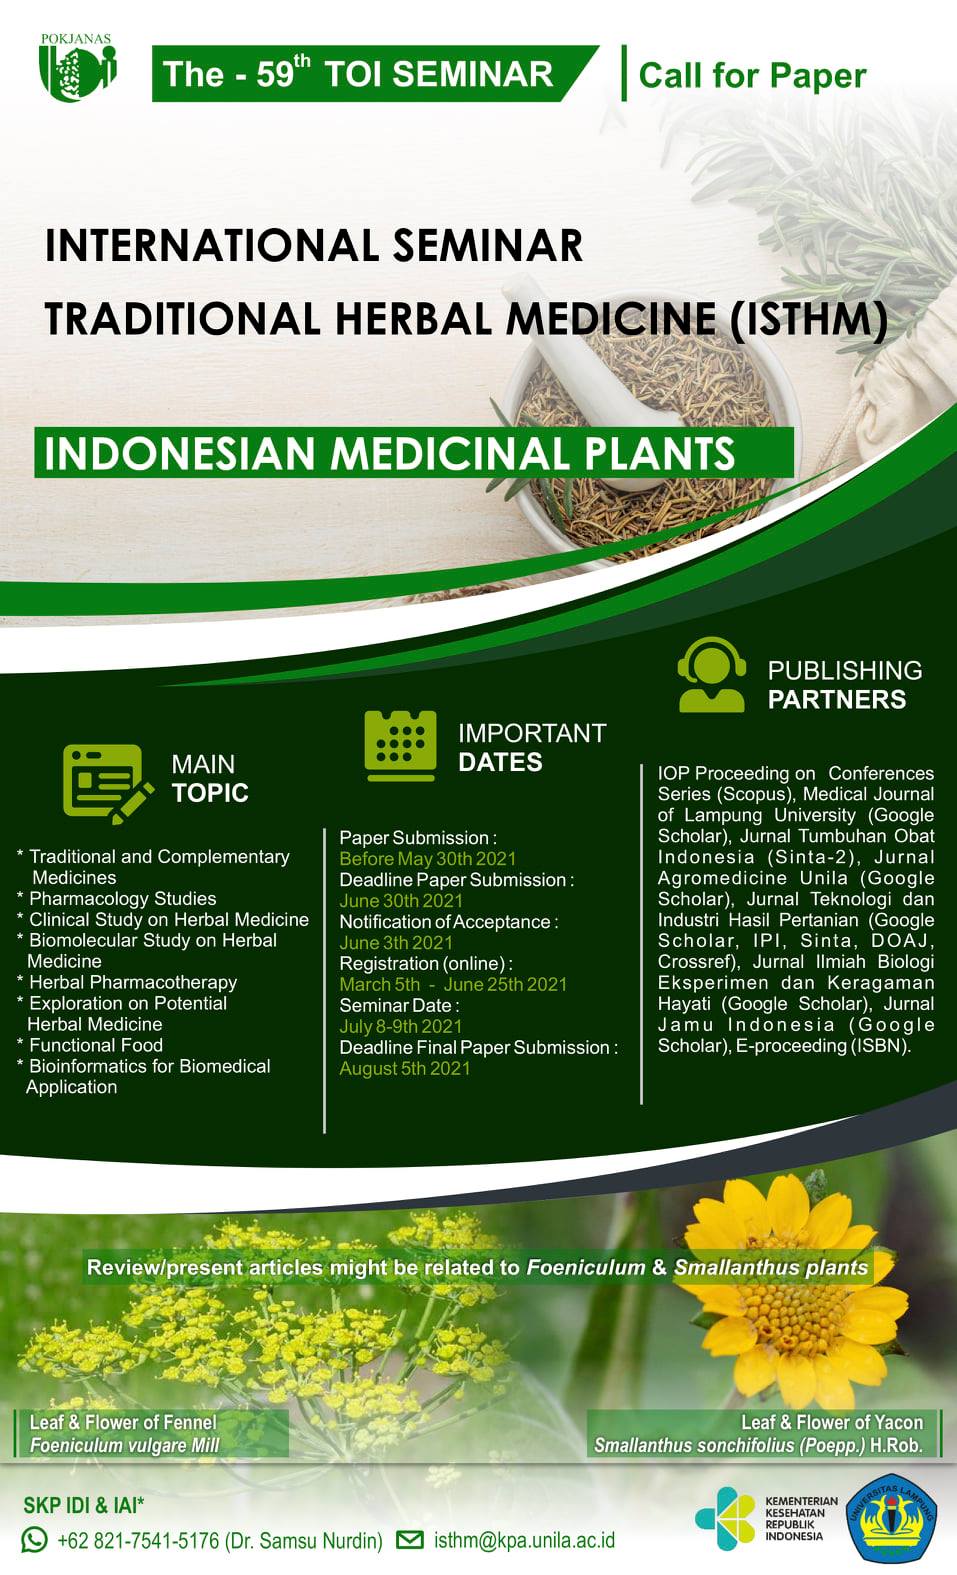 POKJANAS
TOI
The - 59th TOI SEMINAR
Call for Paper
INTERNATIONAL SEMINAR
TRADITIONAL HERBAL MEDICINE (ISTHM)
INDONESIAN MEDICINAL PLANTS
MAIN
TOPIC
* Traditional and Complementary
Medicines
* Pharmacology Studies
* Clinical Study on Herbal Medicine
* Biomolecular Study on Herbal
Medicine
* Herbal Pharmacotherapy
* Exploration on Potential
Herbal Medicine
* Functional Food
* Bioinformatics for Biomedical
Application
IMPORTANT
DATES
Paper Submission :
Before May 30th 2021
Deadline Paper Submission :
June 30th 2021
Notification of Acceptance :
June 3th 2021
Registration (online) :
March 5th - June 25th 2021
Seminar Date :
July 8-9th 2021
Deadline Final Paper Submission :
August 5th 2021
PUBLISHING
PARTNERS
IOP Proceeding on Conferences
Series (Scopus), Medical Journal
of Lampung University (Google
Scholar), Jurnal Tumbuhan Obat
Indonesia (Sinta-2), Jurnal
Agromedicine Unila (Google
Scholar), Jurnal Teknologi dan
Industri Hasil Pertanian (Google
Scholar, IPI, Sinta, DOAJ,
Crossref), Jurnal Ilmiah Biologi
Eksperimen dan Keragaman
Hayati (Google Scholar), Jurnal
Jamu Indonesia (Google
Scholar), E-proceeding (ISBN).
Review/present articles might be related to Foeniculum & Smallanthus plants
Leaf & Flower of Fennel
Foeniculum vulgare Mill
Leaf & Flower of Yacon
Smallanthus sonchifolius (Poepp.) H.Rob.
SKP IDI & IAI*
+62 821-7541-5176 (Dr. Samsu Nurdin)
isthm@kpa.unila.ac.id
KEMENTERIAN
KESEHATAN
REPUBLIK
INDONESIA
UNIVERSITAS LAMPUNG